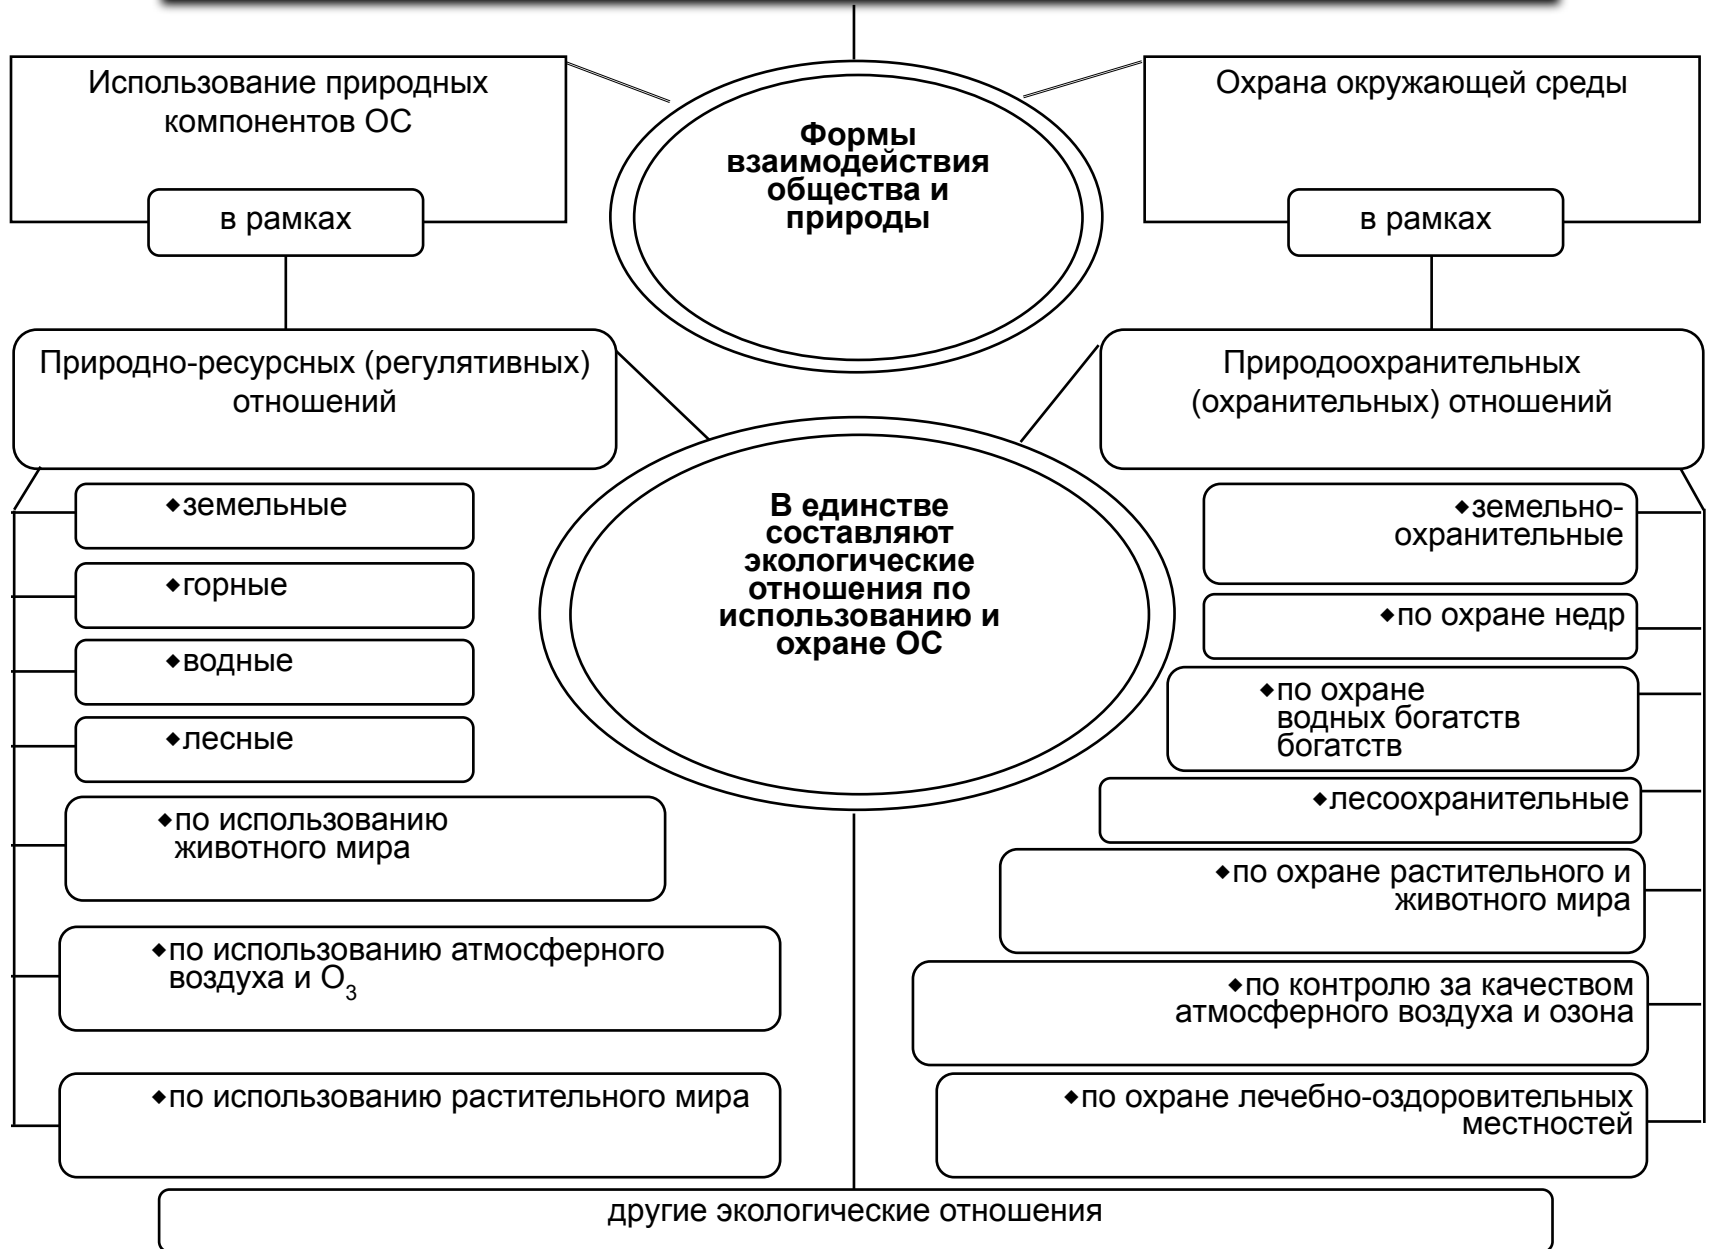 Использование природных
компонентов ОС
в рамках
Формы
взаимодействия
общества и
природы
Охрана окружающей среды
в рамках
Природно-ресурсных (регулятивных)
отношений
Природоохранительных
(охранительных) отношений
В единстве
составляют
экологические
отношения по
использованию и
охране ОС
◆земельные
◆горные
◆водные
◆лесные
◆по использованию
животного мира
◆по использованию атмосферного
воздуха и O₃
◆по использованию растительного мира
◆земельно-
охранительные
◆по охране недр
◆по охране
водных богатств
богатств
◆лесоохранительные
◆по охране растительного и
животного мира
◆по контролю за качеством
атмосферного воздуха и озона
◆по охране лечебно-оздоровительных
местностей
другие экологические отношения